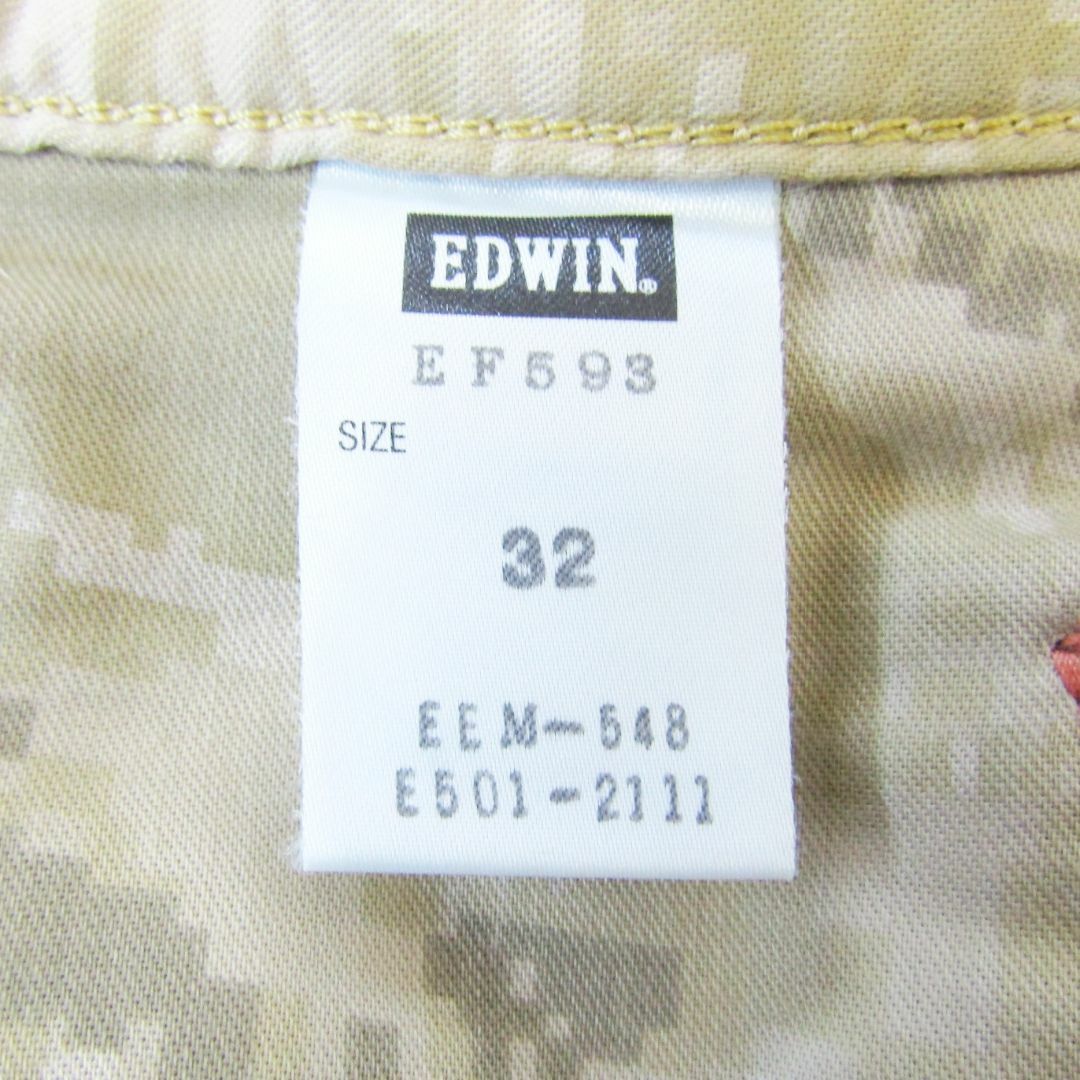 EDWIN®
EF593
SIZE
32
EEM-548
E501-2111